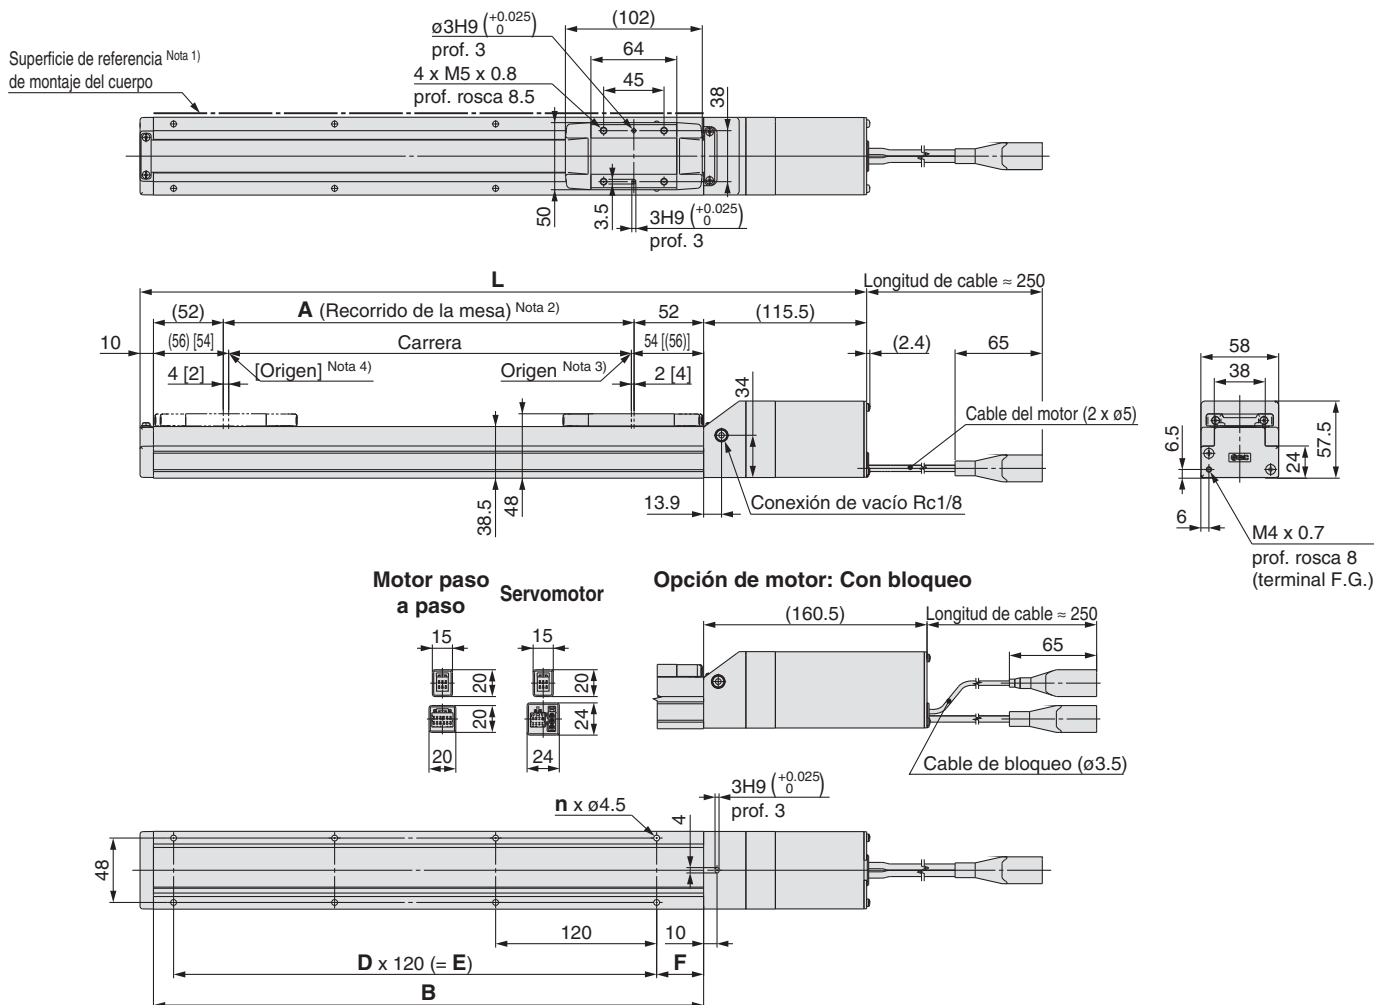 Superficie de referencia Nota 1)
de montaje del cuerpo
ø3H9 (+0.025 0)
prof. 3
4 x M5 x 0.8
prof. rosca 8.5
(102)
64
45
38
50
3.5
3H9 (+0.025 0)
prof. 3
L
Longitud de cable ≈ 250
(52)
A (Recorrido de la mesa) Nota 2)
52
(115.5)
10
(56) [54]
Carrera
54 [(56)]
(2.4)
65
4 [2]
[Origen] Nota 4)
Origen Nota 3)
2 [4]
34
Cable del motor (2 x ø5)
38.5
48
13.9
Conexión de vacío Rc1/8
58
38
6.5
24
57.5
6
M4 x 0.7
prof. rosca 8
(terminal F.G.)
Motor paso
a paso
Servomotor
15
20
20
20
15
20
24
24
Opción de motor: Con bloqueo
(160.5)
Longitud de cable ≈ 250
65
Cable de bloqueo (ø3.5)
n x ø4.5
3H9 (+0.025 0)
prof. 3
4
48
120
10
D x 120 (= E)
F
B